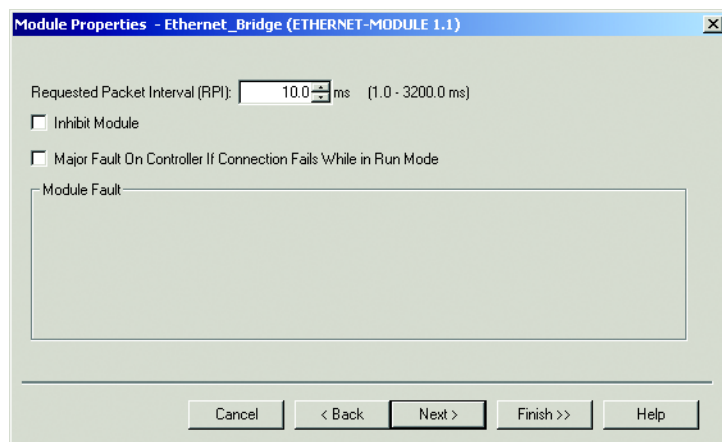 Module Properties - Ethernet_Bridge (ETHERNET-MODULE 1.1)
Requested Packet Interval (RPI): 10.0 ms (1.0 - 3200.0 ms)
Inhibit Module
Major Fault On Controller If Connection Fails While in Run Mode
Module Fault
Cancel < Back Next > Finish >> Help